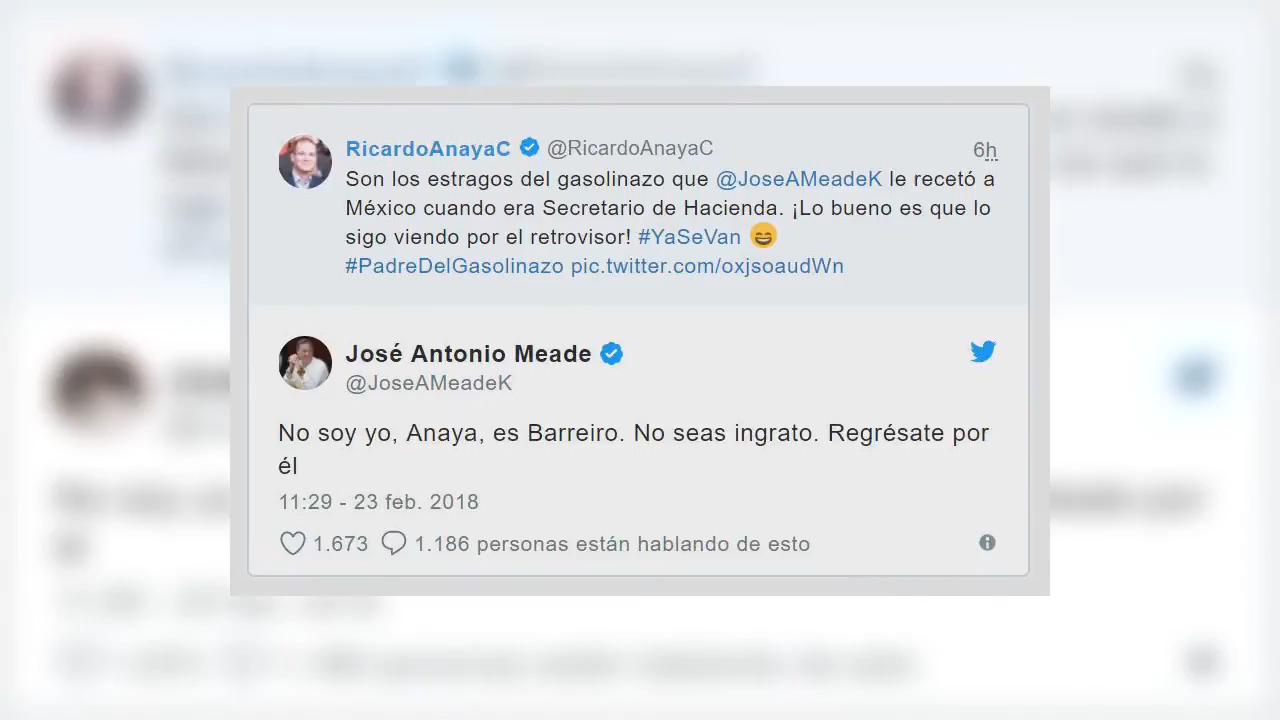 RicardoAnayaC @RicardoAnayaC 6h
Son los estragos del gasolinazo que @JoseAMeadeK le recetó a
México cuando era Secretario de Hacienda. ¡Lo bueno es que lo
sigo viendo por el retrovisor! #YaSeVan 😄
#PadreDelGasolinazo pic.twitter.com/oxjsoaudWn
José Antonio Meade
@JoseAMeadeK
No soy yo, Anaya, es Barreiro. No seas ingrato. Regrésate por
él
11:29 - 23 feb. 2018
1.673 1.186 personas están hablando de esto